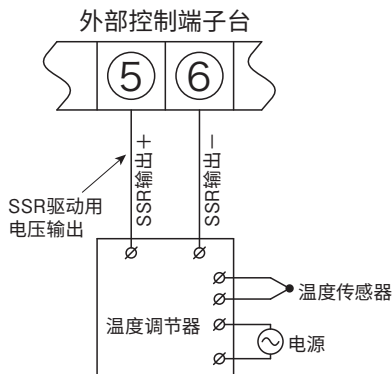 外部控制端子台
5 6
SSR输出+
SSR输出-
SSR驱动用
电压输出
温度调节器
温度传感器
电源